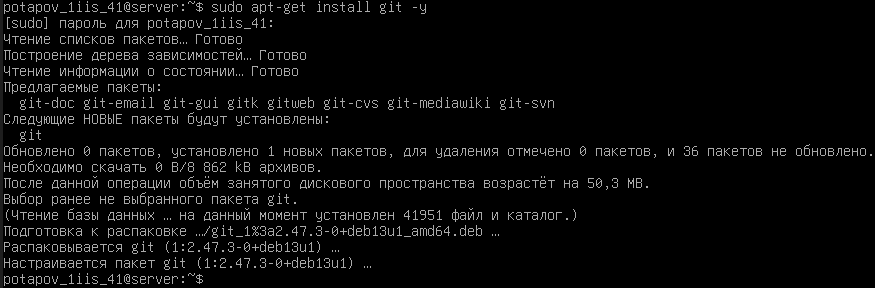 potapov_1iis_41@server:~$ sudo apt-get install git -y
[sudo] пароль для potapov_1iis_41:
Чтение списков пакетов… Готово
Построение дерева зависимостей… Готово
Чтение информации о состоянии… Готово
Предлагаемые пакеты:
  git-doc git-email git-gui gitk gitweb git-cvs git-mediawiki git-svn
Следующие НОВЫЕ пакеты будут установлены:
  git
Обновлено 0 пакетов, установлено 1 новых пакетов, для удаления отмечено 0 пакетов, и 36 пакетов не обновлено.
Необходимо скачать 0 B/8 862 kB архивов.
После данной операции объём занятого дискового пространства возрастёт на 50,3 MB.
Выбор ранее не выбранного пакета git.
(Чтение базы данных … на данный момент установлен 41951 файл и каталог.)
Подготовка к распаковке …/git_1%3a2.47.3-0+deb13u1_amd64.deb …
Распаковывается git (1:2.47.3-0+deb13u1) …
Настраивается пакет git (1:2.47.3-0+deb13u1) …
potapov_1iis_41@server:~$